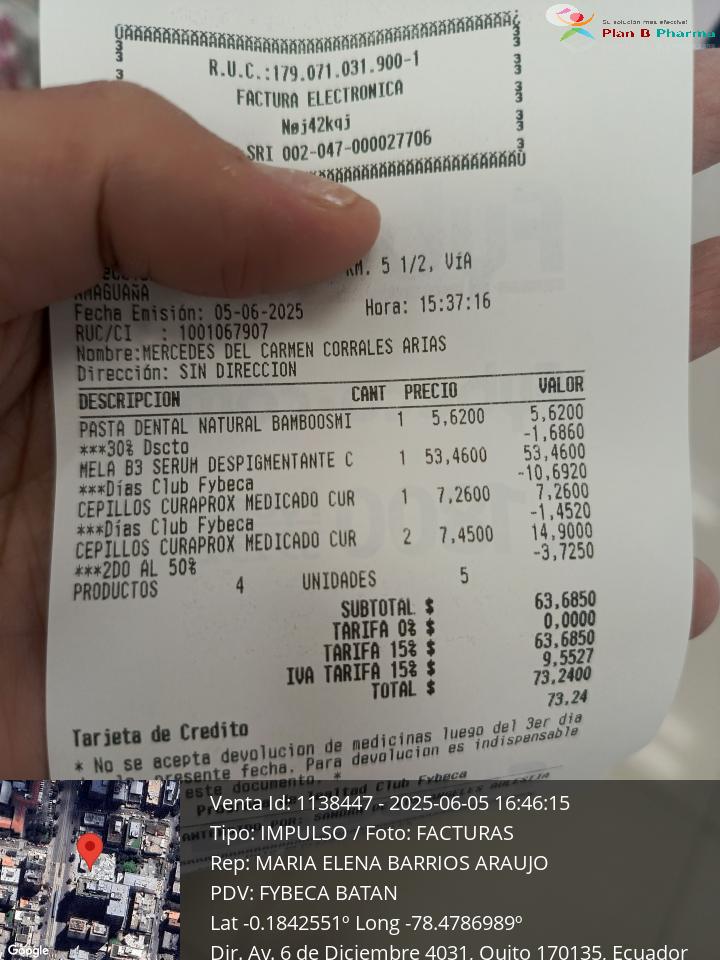 Su solución mas efectiva!
Plan B Pharma
R.U.C.:179.071.031.900-1
FACTURA ELECTRONICA
Nøj42kqj
SRI 002-047-000027706
KM. 5 1/2, VÍA
AMAGUAÑA
Fecha Emisión: 05-06-2025 Hora: 15:37:16
RUC/CI : 1001067907
Nombre:MERCEDES DEL CARMEN CORRALES ARIAS
Dirección: SIN DIRECCION
DESCRIPCION CANT PRECIO VALOR
PASTA DENTAL NATURAL BAMBOOSMI 1 5,6200 5,6200
***30% Dscto -1,6860
MELA B3 SERUM DESPIGMENTANTE C 1 53,4600 53,4600
***Días Club Fybeca -10,6920
CEPILLOS CURAPROX MEDICADO CUR 1 7,2600 7,2600
***Días Club Fybeca -1,4520
CEPILLOS CURAPROX MEDICADO CUR 2 7,4500 14,9000
***2DO AL 50% -3,7250
PRODUCTOS 4 UNIDADES 5
SUBTOTAL $ 63,6850
TARIFA 0% $ 0,0000
TARIFA 15% $ 63,6850
IVA TARIFA 15% $ 9,5527
TOTAL $ 73,2400
73,24
Tarjeta de Credito
* No se acepta devolucion de medicinas luego del 3er dia
presente fecha. Para devolucion es indispensable
este documento. *
Club Fybeca
Venta Id: 1138447 - 2025-06-05 16:46:15
Tipo: IMPULSO / Foto: FACTURAS
Rep: MARIA ELENA BARRIOS ARAUJO
PDV: FYBECA BATAN
Lat -0.1842551º Long -78.4786989º
Dir. Av. 6 de Diciembre 4031, Quito 170135, Ecuador
Google